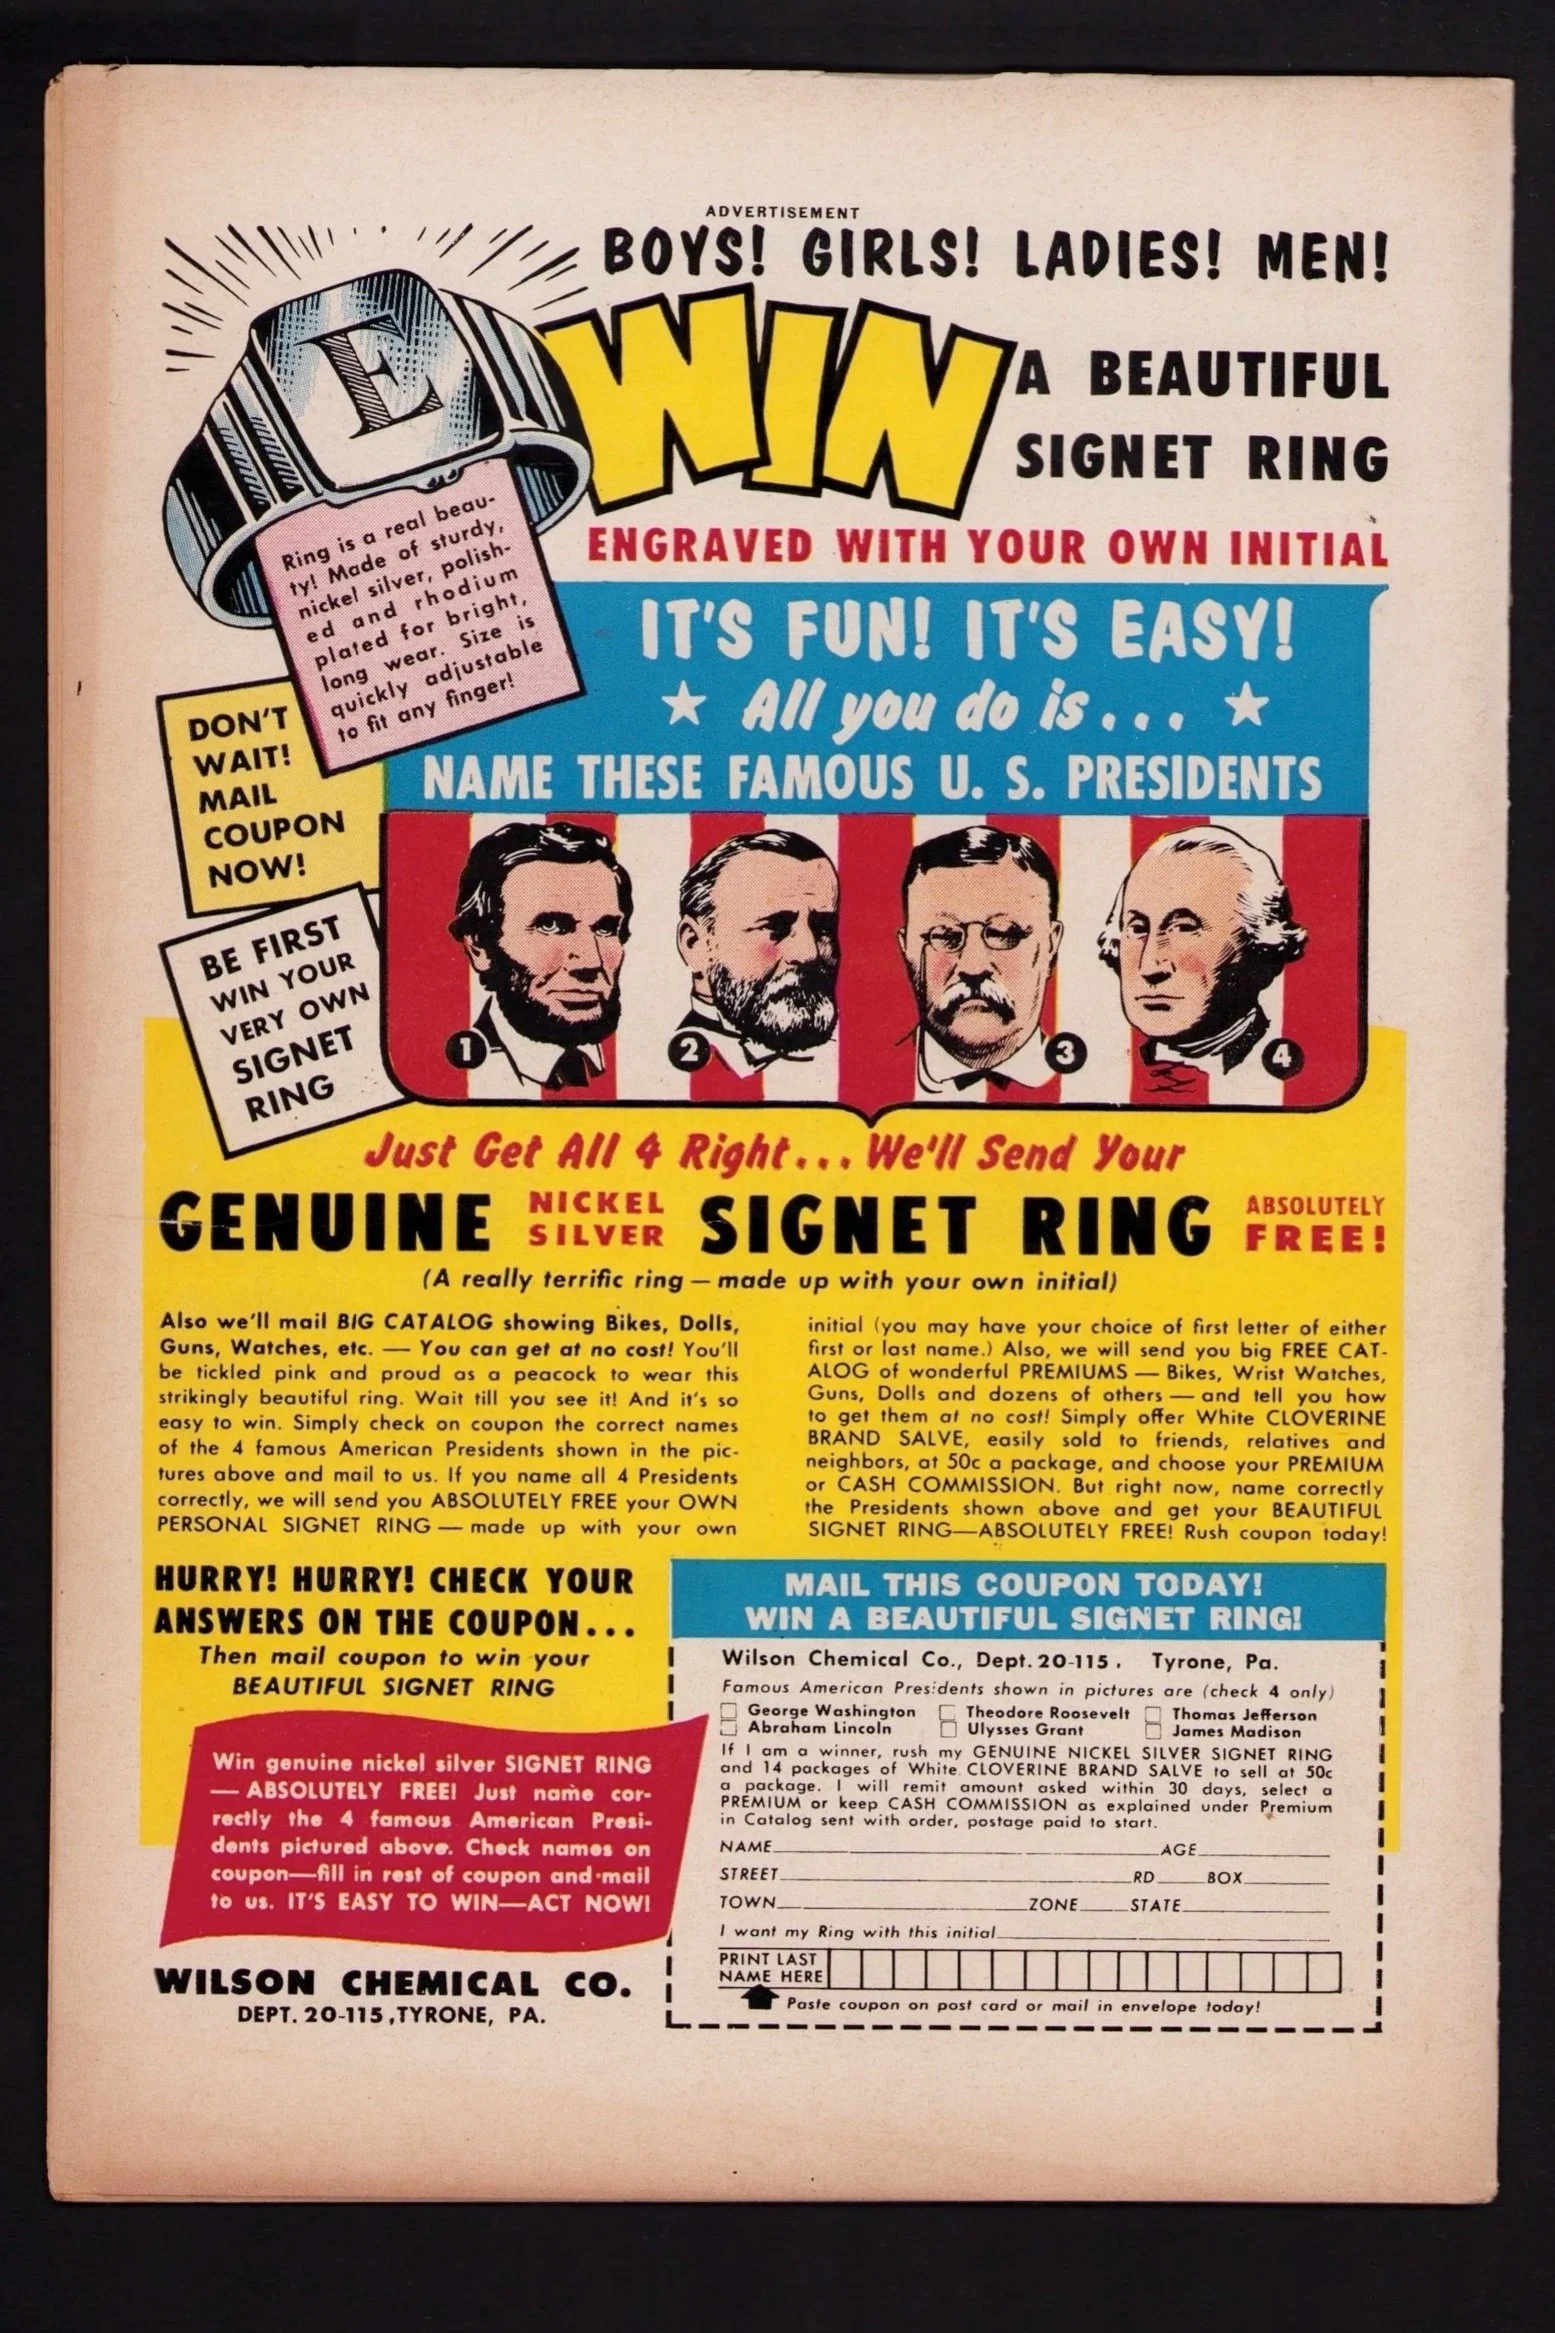 ADVERTISEMENT
BOYS! GIRLS! LADIES! MEN!
WIN
A BEAUTIFUL
SIGNET RING
ENGRAVED WITH YOUR OWN INITIAL
E
Ring is a real beau-
ty! Made of sturdy,
nickel silver, polish-
ed and rhodium
plated for bright,
long wear. Size is
quickly adjustable
to fit any finger!
IT'S FUN! IT'S EASY!
All you do is...
NAME THESE FAMOUS U. S. PRESIDENTS
DON'T
WAIT!
MAIL
COUPON
NOW!
BE FIRST
WIN YOUR
VERY OWN
SIGNET
RING
1
2
3
4
Just Get All 4 Right... We'll Send Your
GENUINE NICKEL SILVER SIGNET RING ABSOLUTELY FREE!
(A really terrific ring — made up with your own initial)
Also we'll mail BIG CATALOG showing Bikes, Dolls,
Guns, Watches, etc. — You can get at no cost! You'll
be tickled pink and proud as a peacock to wear this
strikingly beautiful ring. Wait till you see it! And it's so
easy to win. Simply check on coupon the correct names
of the 4 famous American Presidents shown in the pic-
tures above and mail to us. If you name all 4 Presidents
correctly, we will send you ABSOLUTELY FREE your OWN
PERSONAL SIGNET RING — made up with your own
initial (you may have your choice of first letter of either
first or last name.) Also, we will send you big FREE CAT-
ALOG of wonderful PREMIUMS — Bikes, Wrist Watches,
Guns, Dolls and dozens of others — and tell you how
to get them at no cost! Simply offer White CLOVERINE
BRAND SALVE, easily sold to friends, relatives and
neighbors, at 50c a package, and choose your PREMIUM
or CASH COMMISSION. But right now, name correctly
the Presidents shown above and get your BEAUTIFUL
SIGNET RING—ABSOLUTELY FREE! Rush coupon today!
HURRY! HURRY! CHECK YOUR
ANSWERS ON THE COUPON...
Then mail coupon to win your
BEAUTIFUL SIGNET RING
Win genuine nickel silver SIGNET RING
— ABSOLUTELY FREE! Just name cor-
rectly the 4 famous American Presi-
dents pictured above. Check names on
coupon—fill in rest of coupon and mail
to us. IT'S EASY TO WIN—ACT NOW!
WILSON CHEMICAL CO.
DEPT. 20-115, TYRONE, PA.
MAIL THIS COUPON TODAY!
WIN A BEAUTIFUL SIGNET RING!
Wilson Chemical Co., Dept. 20-115. Tyrone, Pa.
Famous American Presidents shown in pictures are (check 4 only)
George Washington Theodore Roosevelt Thomas Jefferson
Abraham Lincoln Ulysses Grant James Madison
If I am a winner, rush my GENUINE NICKEL SILVER SIGNET RING
and 14 packages of White CLOVERINE BRAND SALVE to sell at 50c
a package. I will remit amount asked within 30 days, select a
PREMIUM or keep CASH COMMISSION as explained under Premium
in Catalog sent with order, postage paid to start.
NAME AGE
STREET RD BOX
TOWN ZONE STATE
I want my Ring with this initial
PRINT LAST
NAME HERE
Paste coupon on post card or mail in envelope today!